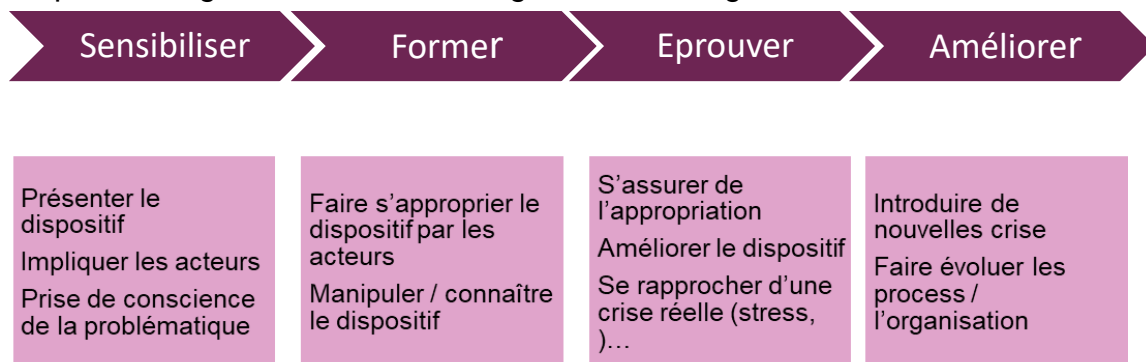 Sensibiliser
Former
Eprouver
Améliorer
Présenter le
dispositif
Impliquer les acteurs
Prise de conscience
de la problématique
Faire s’approprier le
dispositif par les
acteurs
Manipuler / connaître
le dispositif
S’assurer de
l’appropriation
Améliorer le dispositif
Se rapprocher d’une
crise réelle (stress,
)…
Introduire de
nouvelles crise
Faire évoluer les
process /
l’organisation